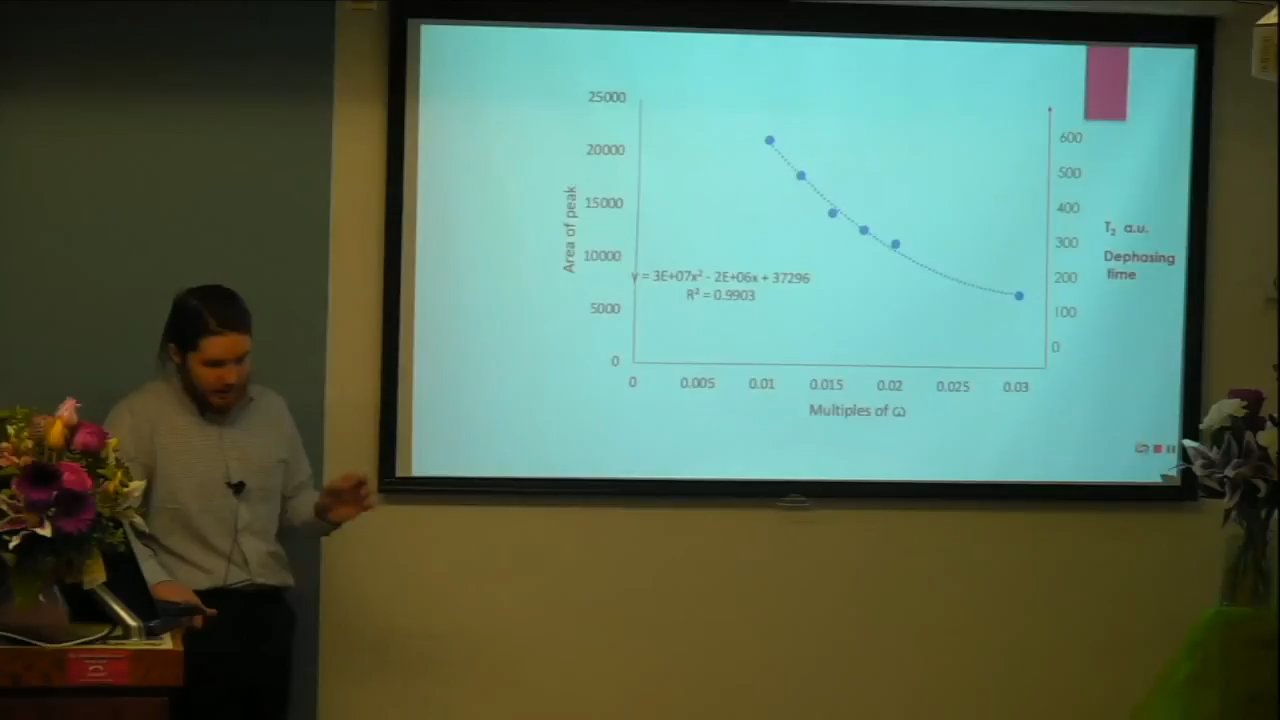 25000
20000
15000
10000
5000
0
Area of peak
y = 3E+07x² - 2E+06x + 37296
R² = 0.9903
0 0.005 0.01 0.015 0.02 0.025 0.03
Multiples of ω
600
500
400
300
200
100
0
T₂ a.u.
Dephasing
time